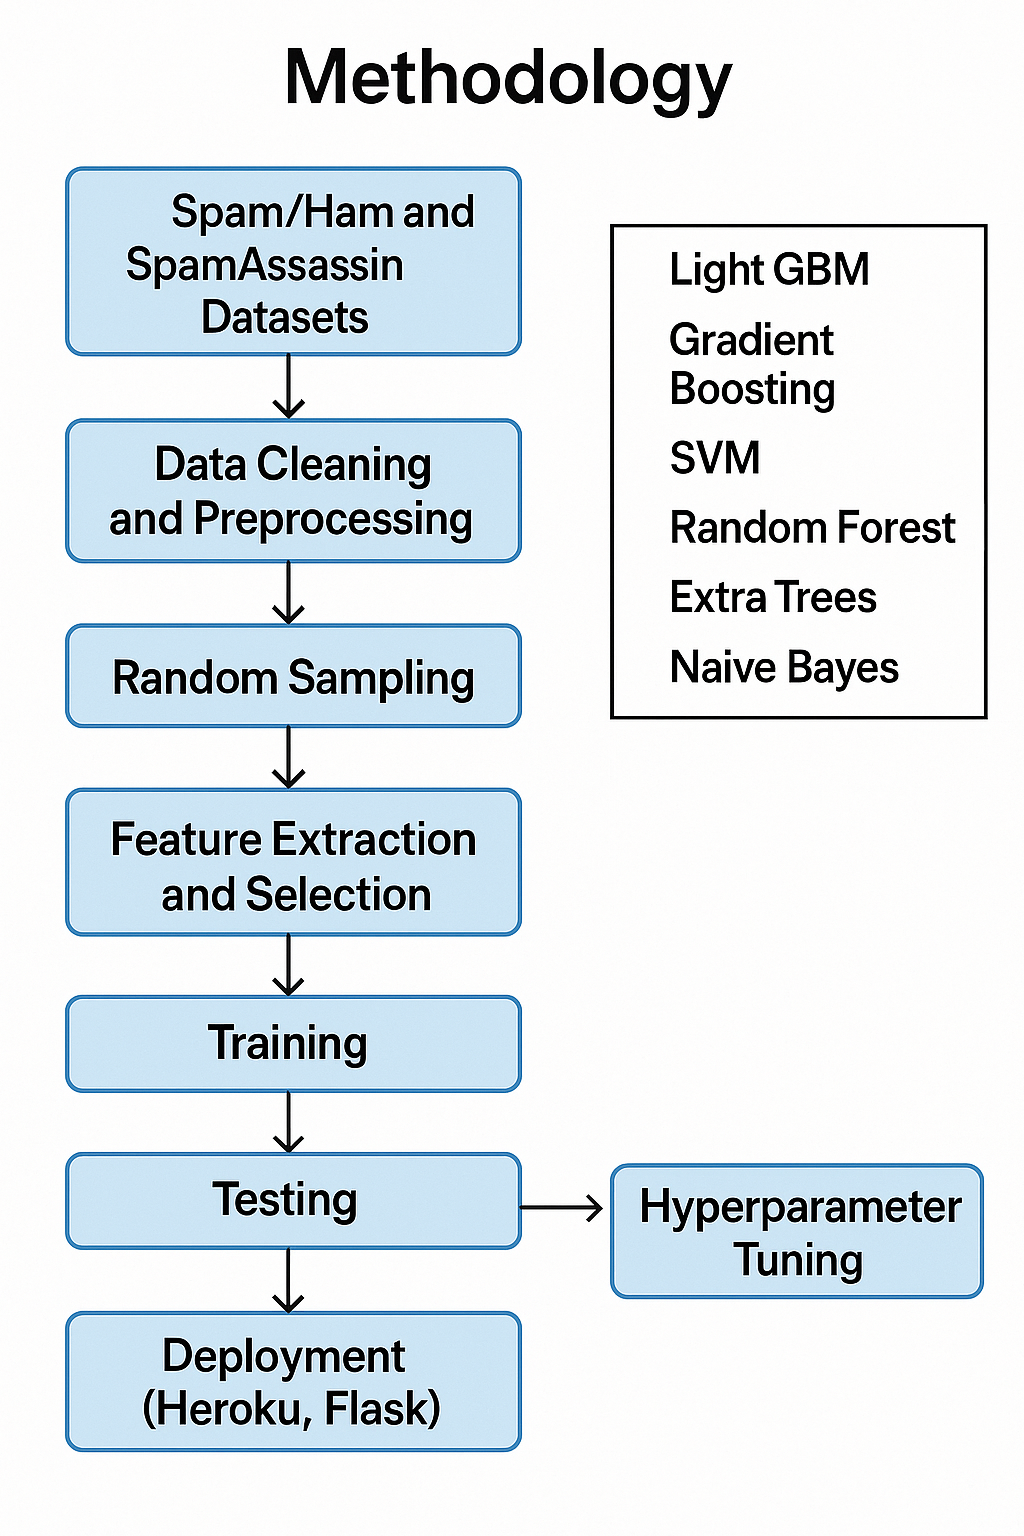 Methodology
Spam/Ham and
SpamAssassin
Datasets
Data Cleaning
and Preprocessing
Random Sampling
Feature Extraction
and Selection
Training
Testing
Deployment
(Heroku, Flask)
Light GBM
Gradient
Boosting
SVM
Random Forest
Extra Trees
Naive Bayes
Hyperparameter
Tuning